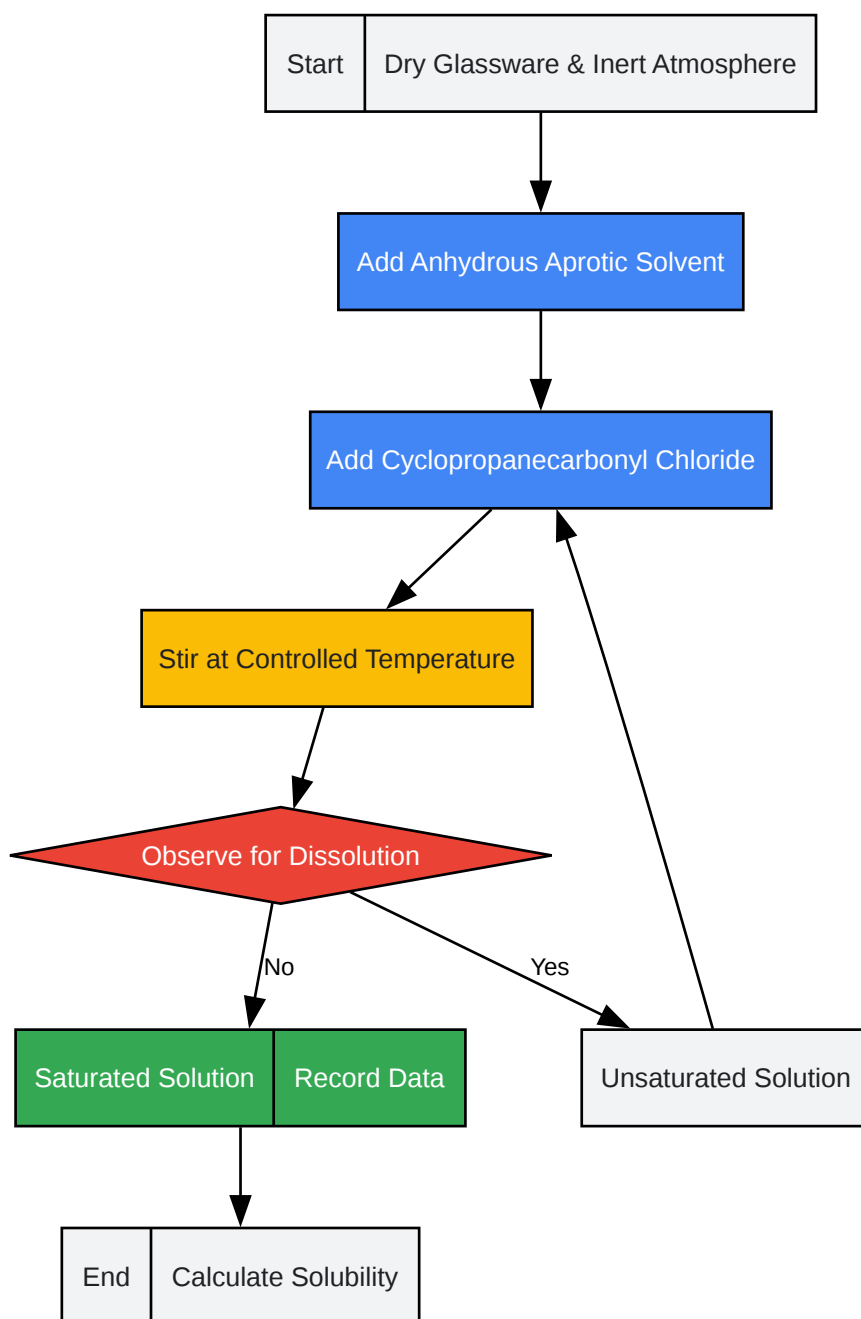 Start
Dry Glassware & Inert Atmosphere
Add Anhydrous Aprotic Solvent
Add Cyclopropanecarbonyl Chloride
Stir at Controlled Temperature
Observe for Dissolution
No
Yes
Saturated Solution
Record Data
Unsaturated Solution
End
Calculate Solubility